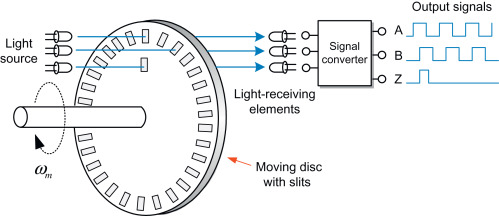 Output signals
Light
source
A
B
Z
Signal
converter
Light-receiving
elements
ωm
Moving disc
with slits